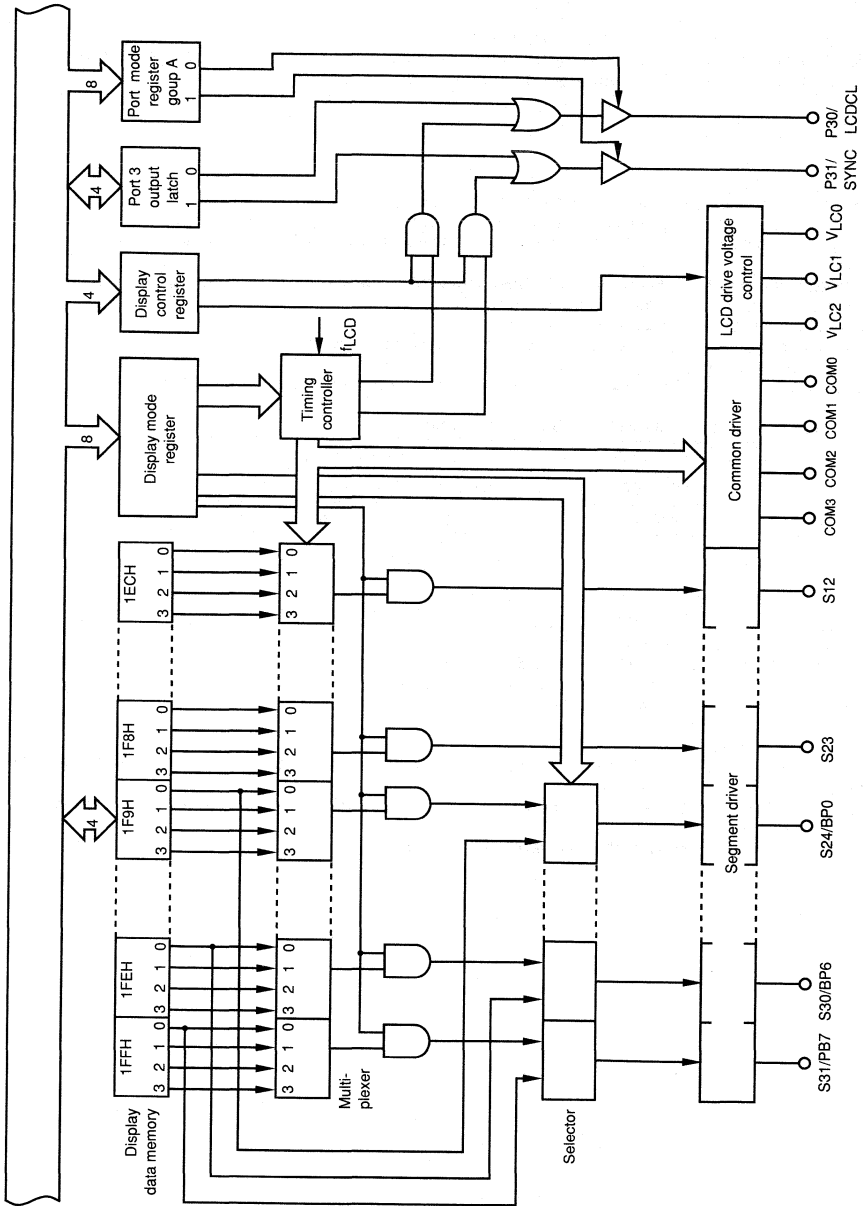 4
8
4
4
8
Display
data memory
1FFH
3 2 1 0
1FEH
3 2 1 0
1F9H
3 2 1 0
1F8H
3 2 1 0
1ECH
3 2 1 0
Display mode
register
Display
control
register
Port 3
output
latch
1 0
Port mode
register
goup A
1 0
Multi-
plexer
3 2 1 0
3 2 1 0
3 2 1 0
3 2 1 0
3 2 1 0
Timing
controller
fLCD
Selector
Segment driver
Common driver
LCD drive voltage
control
S31/PB7
S30/BP6
S24/BP0
S23
S12
COM3
COM2
COM1
COM0
VLC2
VLC1
VLC0
P31/
SYNC
P30/
LCDCL